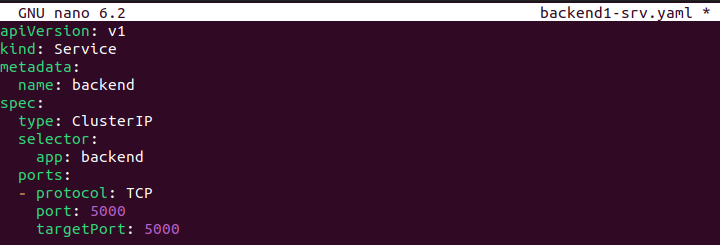 GNU nano 6.2 backend1-srv.yaml *
apiVersion: v1
kind: Service
metadata:
  name: backend
spec:
  type: ClusterIP
  selector:
    app: backend
  ports:
  - protocol: TCP
    port: 5000
    targetPort: 5000